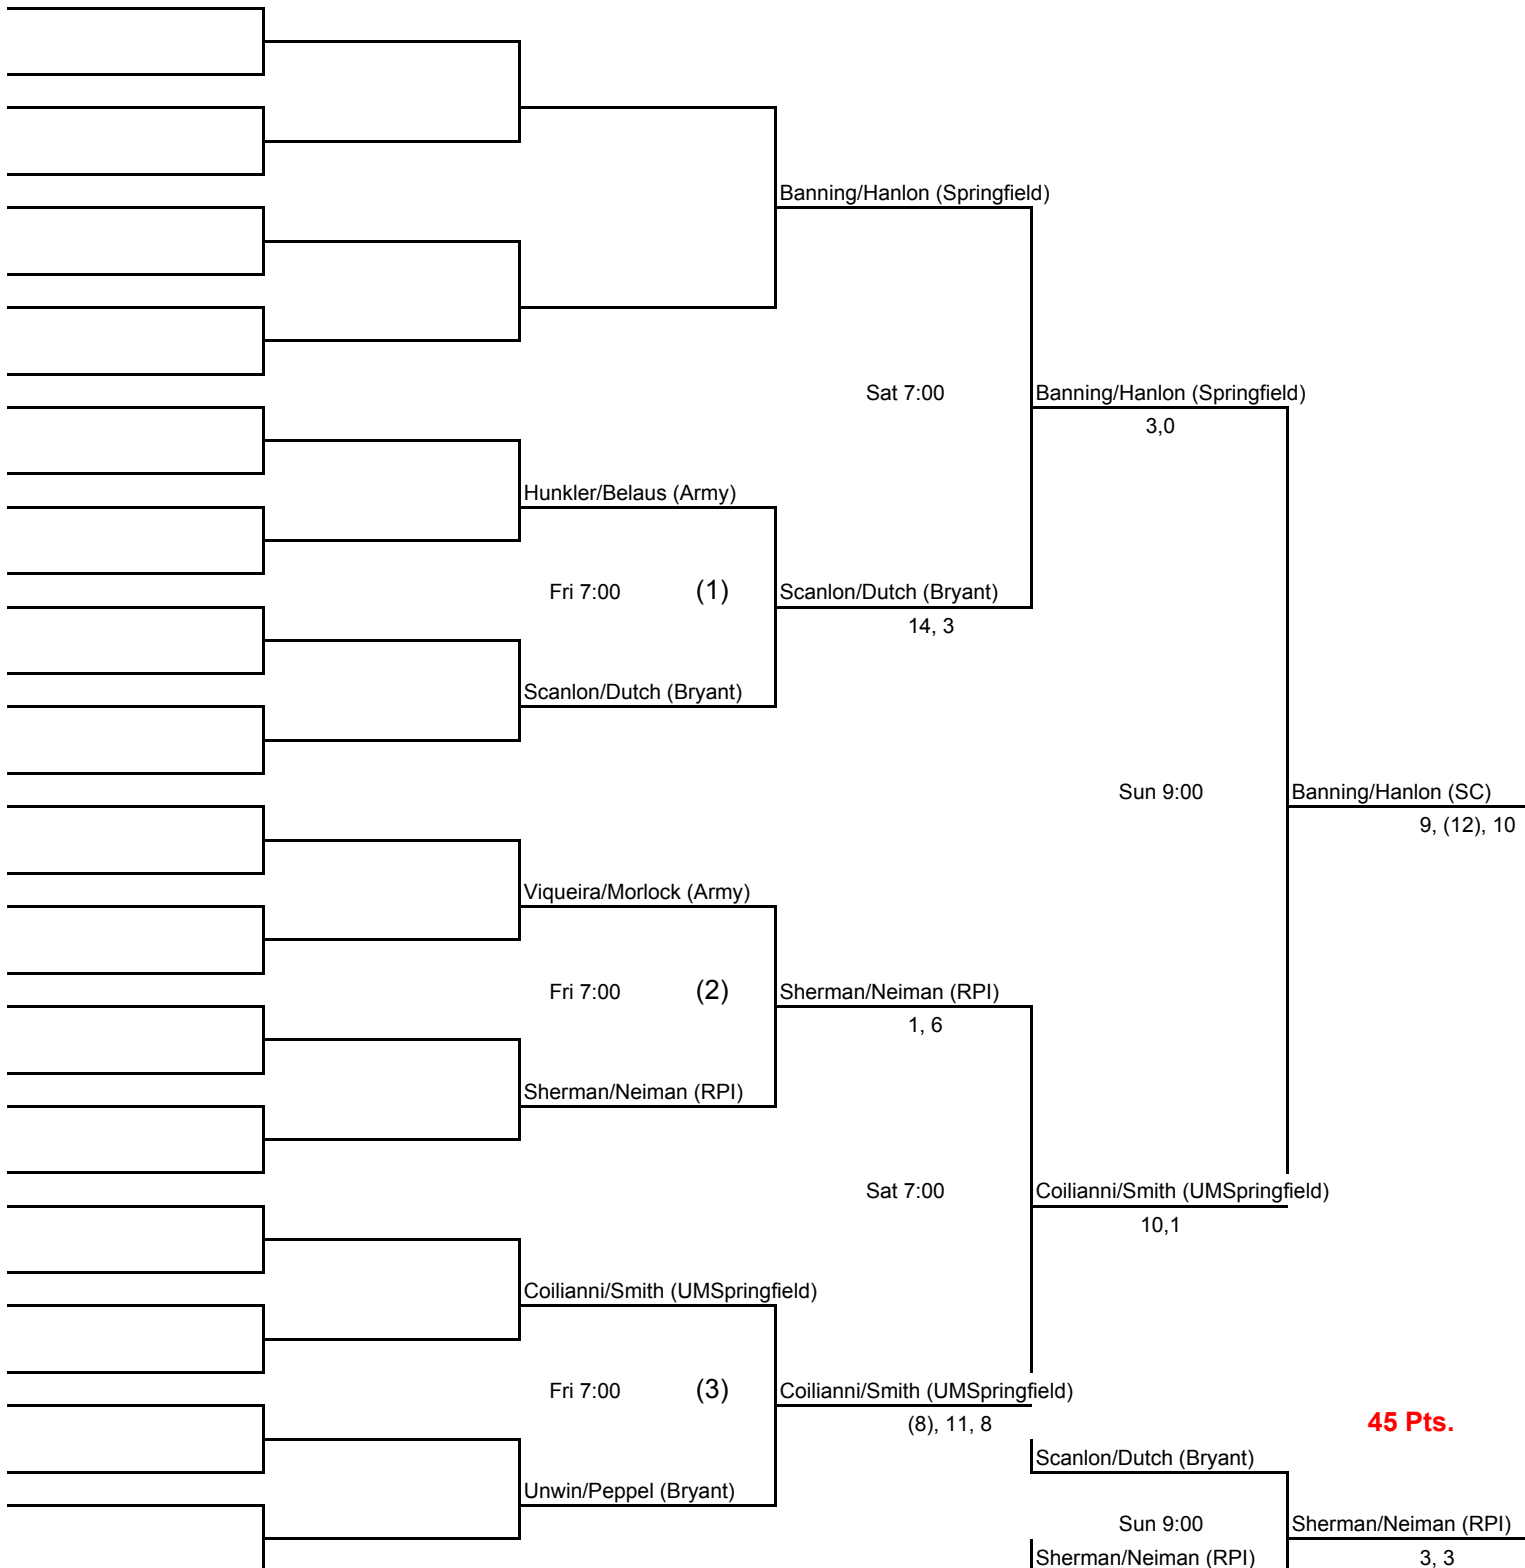 Banning/Hanlon (Springfield)
Sat 7:00
Banning/Hanlon (Springfield)
3,0
Hunkler/Belaus (Army)
Fri 7:00 (1)
Scanlon/Dutch (Bryant)
14, 3
Scanlon/Dutch (Bryant)
Sun 9:00
Banning/Hanlon (SC)
9, (12), 10
Viqueira/Morlock (Army)
Fri 7:00 (2)
Sherman/Neiman (RPI)
1, 6
Sherman/Neiman (RPI)
Sat 7:00
Coilianni/Smith (UMSpringfield)
10,1
Coilianni/Smith (UMSpringfield)
Fri 7:00 (3)
Coilianni/Smith (UMSpringfield)
(8), 11, 8
45 Pts.
Scanlon/Dutch (Bryant)
Unwin/Peppel (Bryant)
Sun 9:00
Sherman/Neiman (RPI)
Sherman/Neiman (RPI)
3, 3